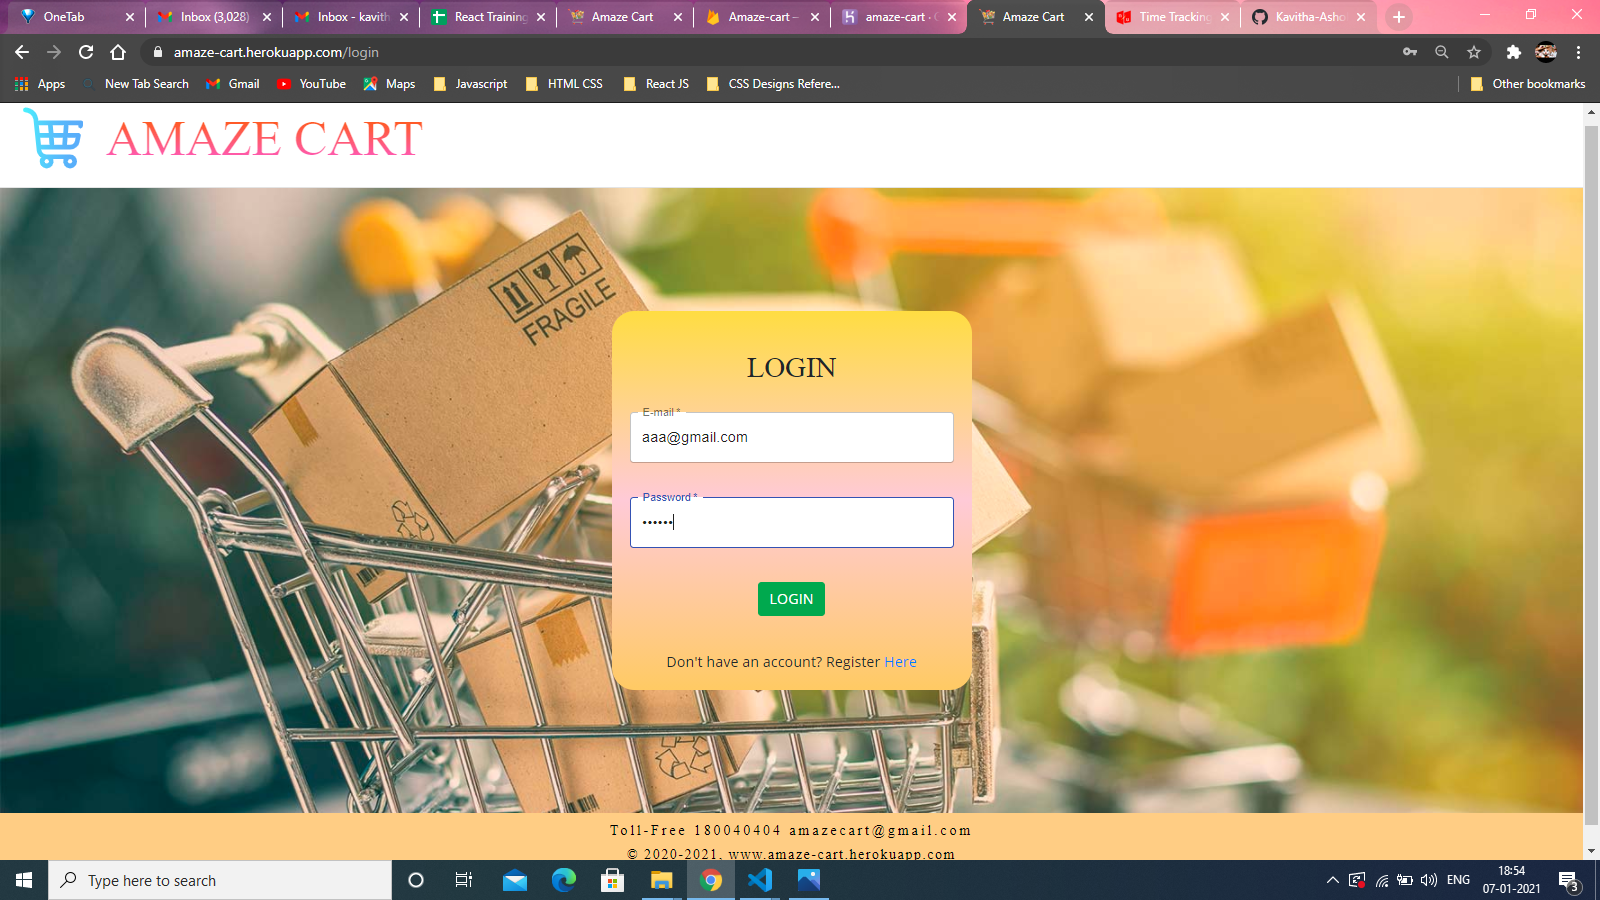 OneTab
Inbox (3,028)
Inbox - kavith
React Training
Amaze Cart
Amaze-cart –
amaze-cart ·
Amaze Cart
Time Tracking
Kavitha-Asho
amaze-cart.herokuapp.com/login
Apps
New Tab Search
Gmail
YouTube
Maps
Javascript
HTML CSS
React JS
CSS Designs Refere...
Other bookmarks
AMAZE CART
FRAGILE
LOGIN
E-mail *
aaa@gmail.com
Password *
••••••
LOGIN
Don't have an account? Register Here
Toll-Free 180040404 amazecart@gmail.com
© 2020-2021, www.amaze-cart.herokuapp.com
Type here to search
ENG
18:54
07-01-2021
3